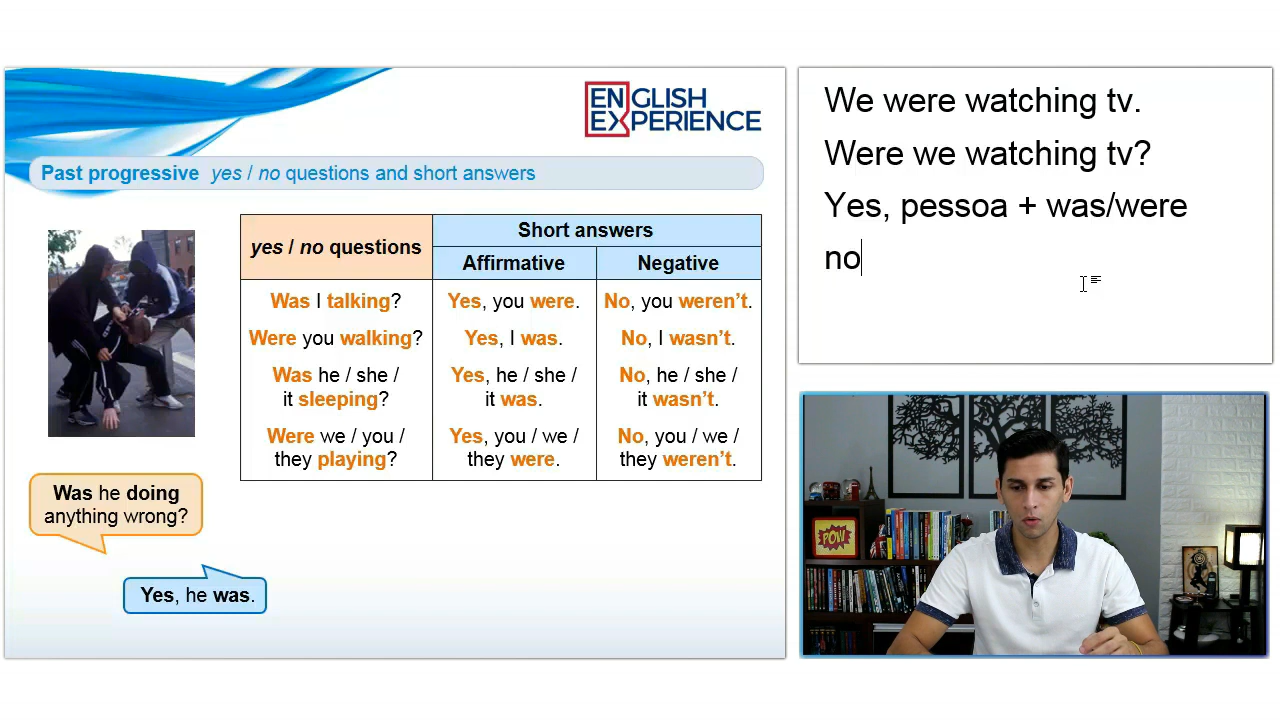 ENGLISH
EXPERIENCE
Past progressive yes / no questions and short answers
yes / no questions
Short answers
Affirmative
Negative
Was I talking?
Yes, you were.
No, you weren't.
Were you walking?
Yes, I was.
No, I wasn't.
Was he / she /
it sleeping?
Yes, he / she /
it was.
No, he / she /
it wasn't.
Were we / you /
they playing?
Yes, you / we /
they were.
No, you / we /
they weren't.
Was he doing
anything wrong?
Yes, he was.
We were watching tv.
Were we watching tv?
Yes, pessoa + was/were
no
POW